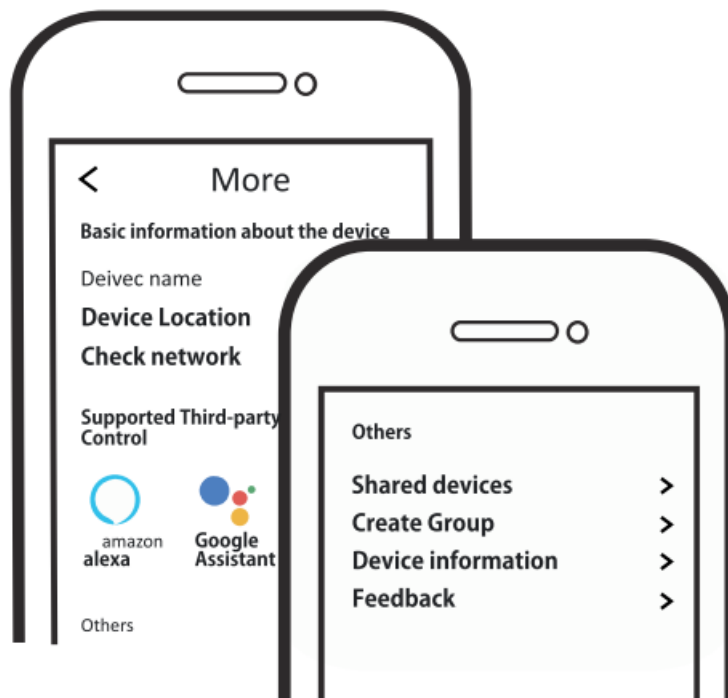 More
Basic information about the device
Deivec name
Device Location
Check network
Supported Third-party
Control
amazon
alexa
Google
Assistant
Others
Others
Shared devices
Create Group
Device information
Feedback